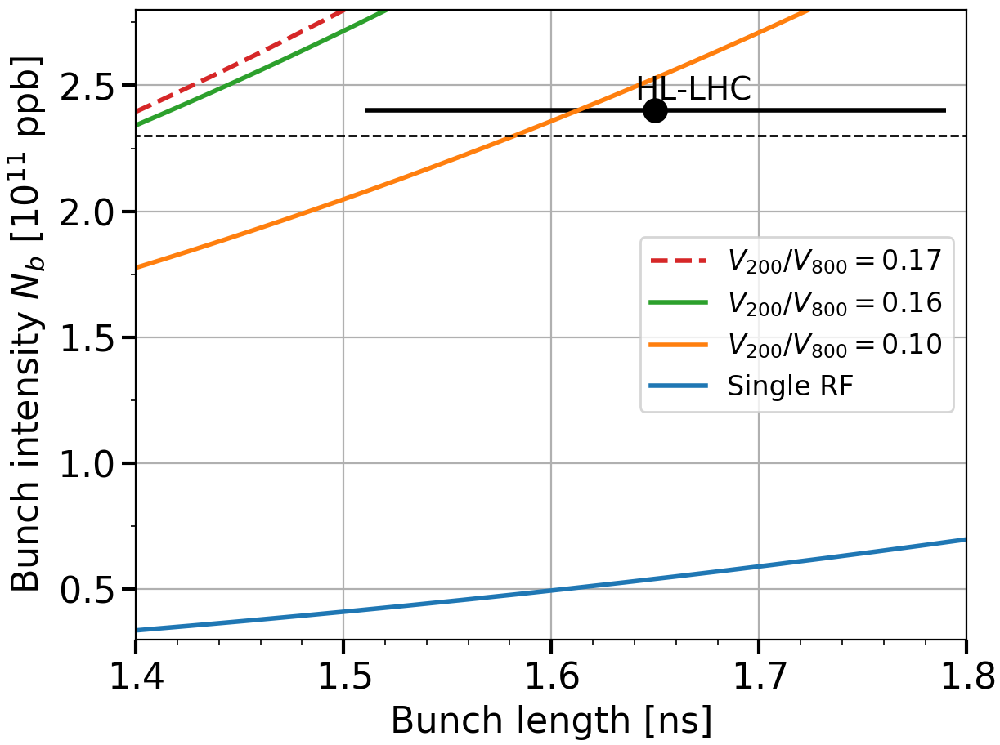 2.5
2.0
1.5
1.0
0.5
Bunch intensity N_b [10^11 ppb]
HL-LHC
V_200/V_800 = 0.17
V_200/V_800 = 0.16
V_200/V_800 = 0.10
Single RF
1.4 1.5 1.6 1.7 1.8
Bunch length [ns]